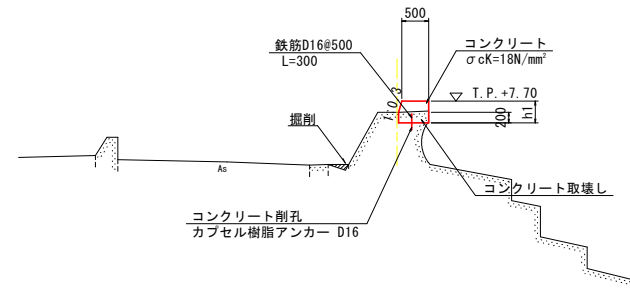 500
鉄筋D16@500
L=300
コンクリート
σcK=18N/mm²
1:0.3
T.P.+7.70
h1
200
掘削
As
コンクリート取壊し
コンクリート削孔
カプセル樹脂アンカー D16